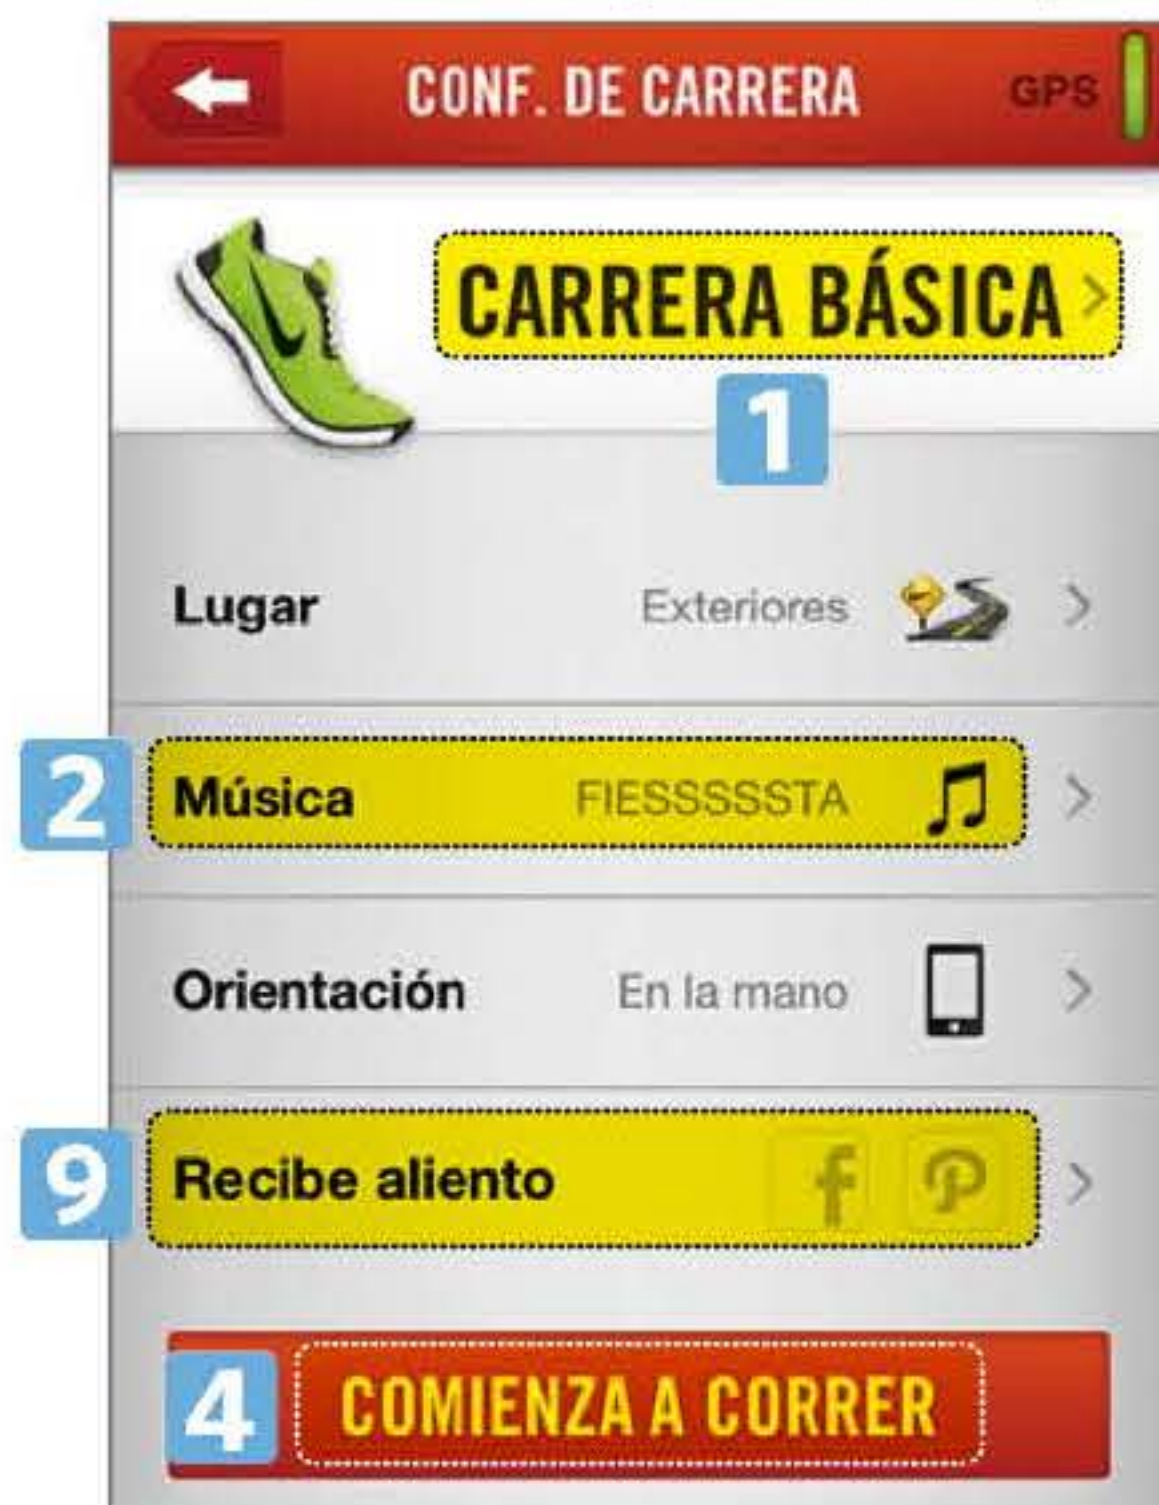 CONF. DE CARRERA GPS
CARRERA BÁSICA
1
Lugar Exteriores
2 Música FIESSSSSTA
Orientación En la mano
9 Recibe aliento f P
4 COMIENZA A CORRER